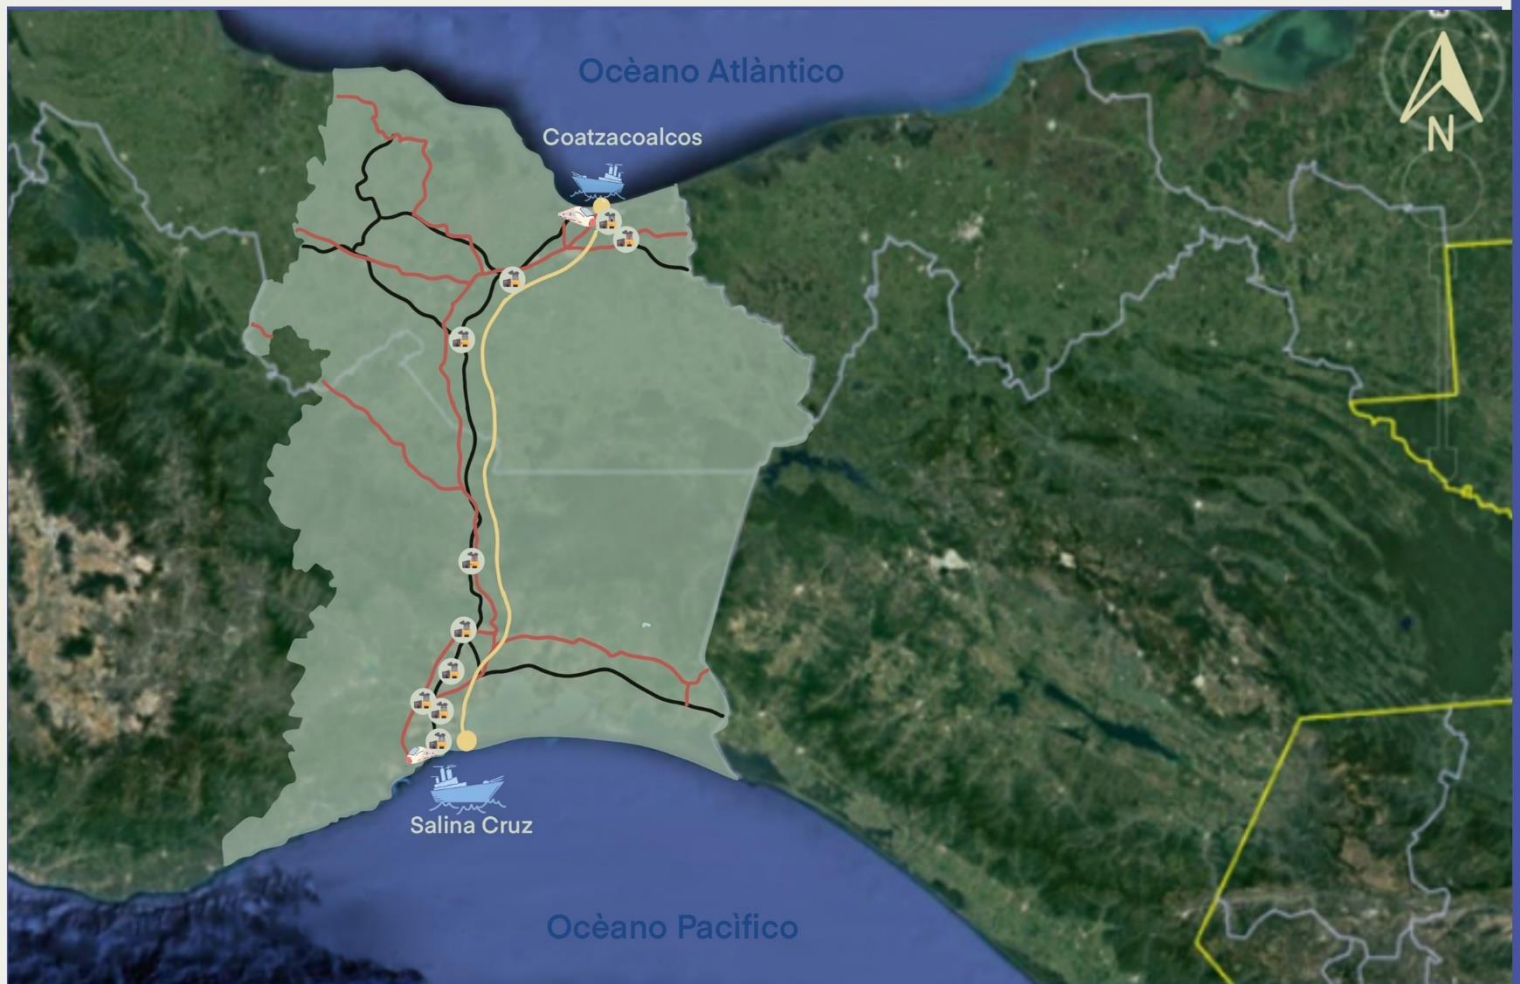 Ocèano Atlàntico
Coatzacoalcos
N
Salina Cruz
Ocèano Pacìfico